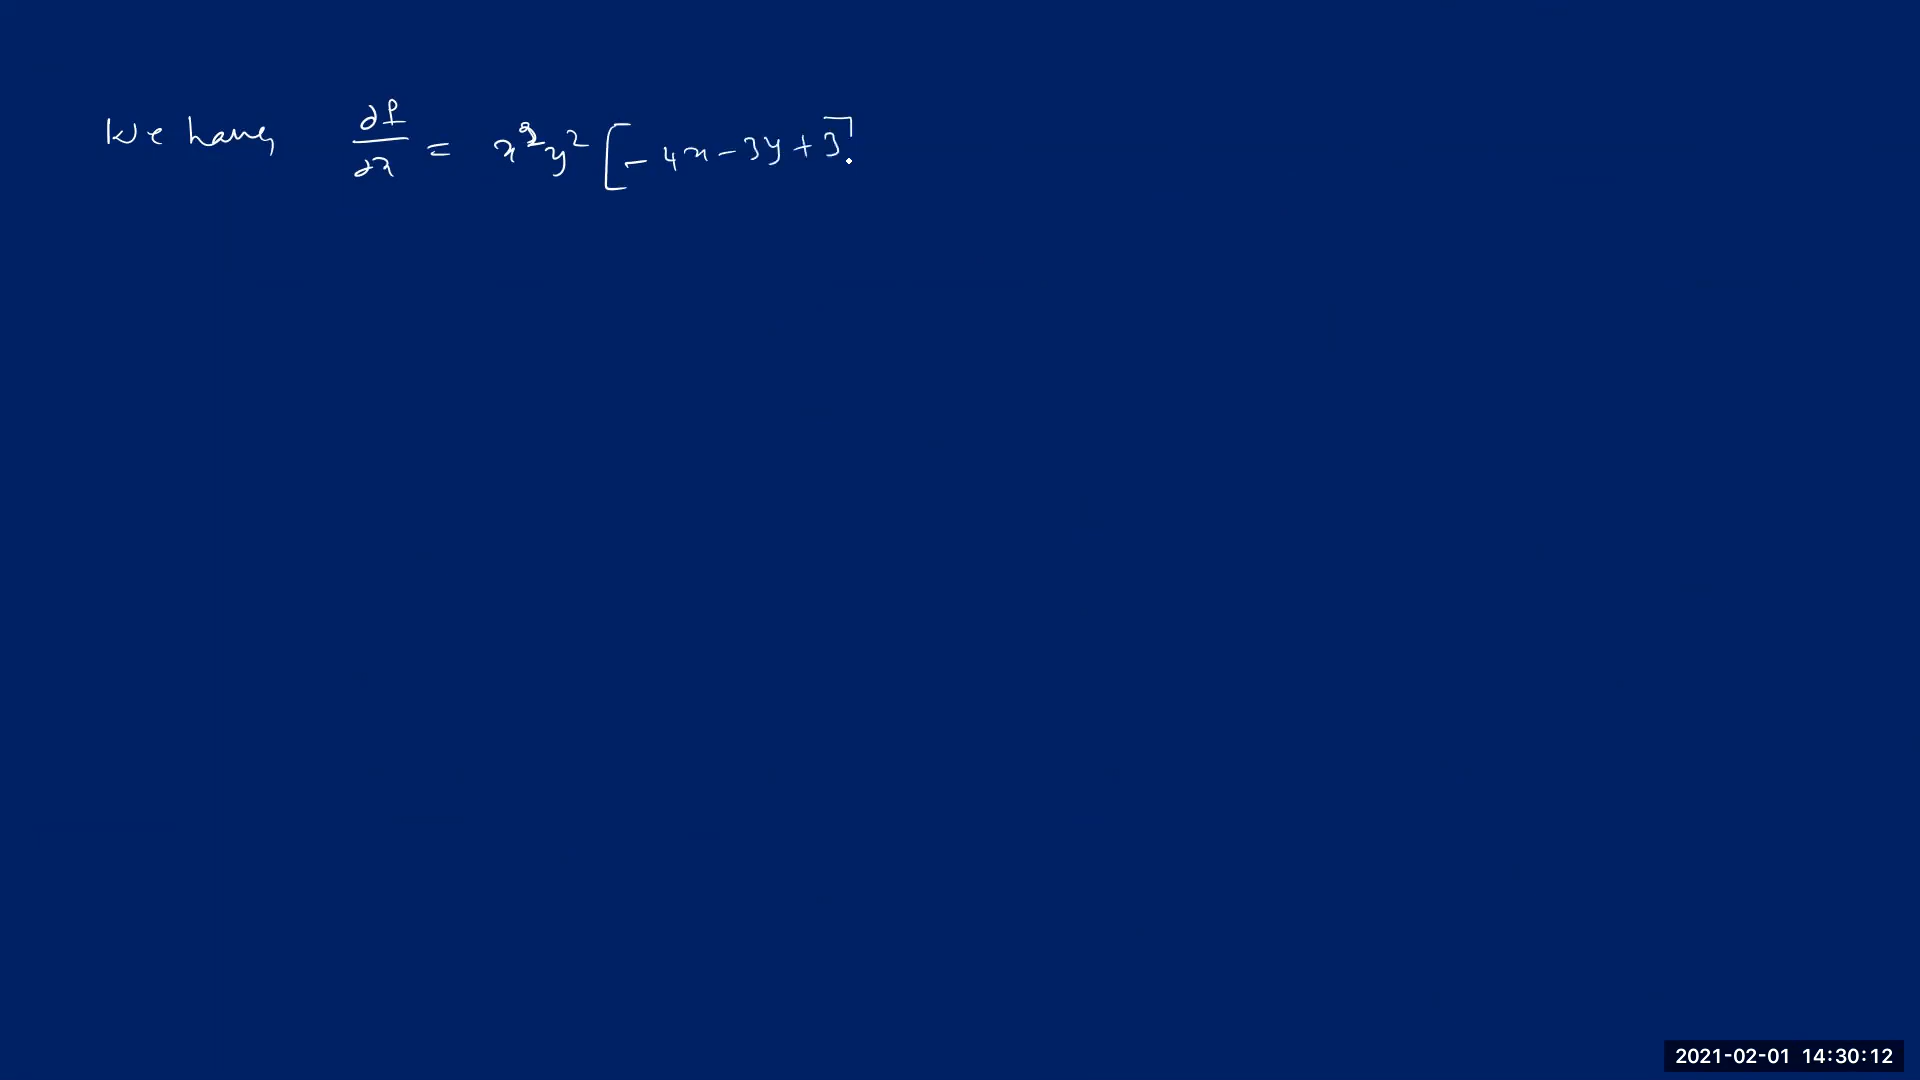 We have, ∂f/∂x = x²y² [-4x - 3y + 3]
2021-02-01 14:30:12